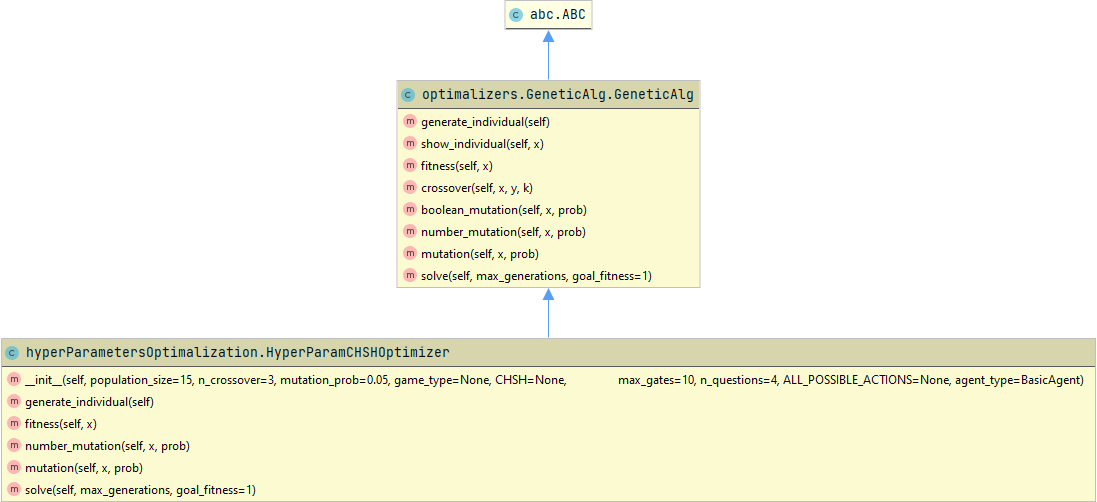 c abc.ABC
c optimalizers.GeneticAlg.GeneticAlg
m generate_individual(self)
m show_individual(self, x)
m fitness(self, x)
m crossover(self, x, y, k)
m boolean_mutation(self, x, prob)
m number_mutation(self, x, prob)
m mutation(self, x, prob)
m solve(self, max_generations, goal_fitness=1)
c hyperParametersOptimalization.HyperParamCHSHOptimizer
m __init__(self, population_size=15, n_crossover=3, mutation_prob=0.05, game_type=None, CHSH=None, max_gates=10, n_questions=4, ALL_POSSIBLE_ACTIONS=None, agent_type=BasicAgent)
m generate_individual(self)
m fitness(self, x)
m number_mutation(self, x, prob)
m mutation(self, x, prob)
m solve(self, max_generations, goal_fitness=1)